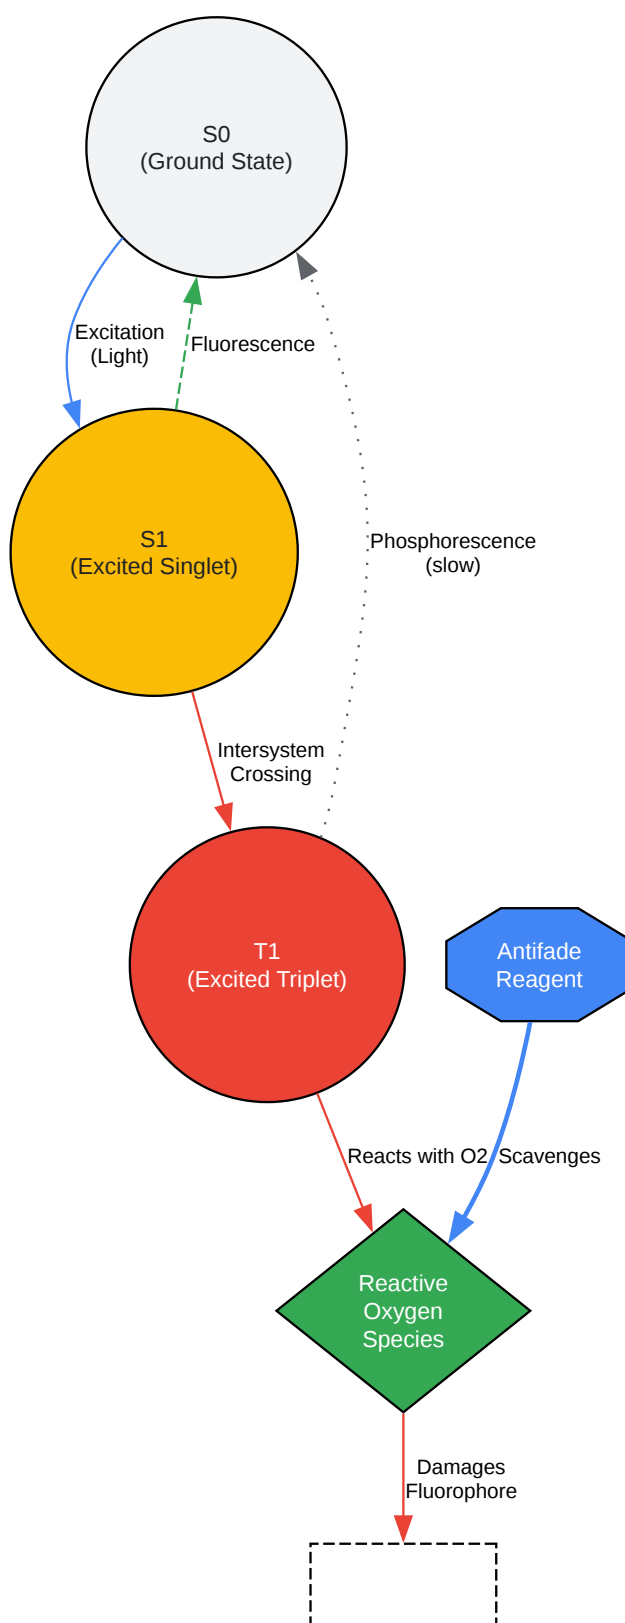 S0
(Ground State)
Excitation
(Light)
Fluorescence
S1
(Excited Singlet)
Phosphorescence
(slow)
Intersystem
Crossing
T1
(Excited Triplet)
Antifade
Reagent
Reacts with O2
Scavenges
Reactive
Oxygen
Species
Damages
Fluorophore